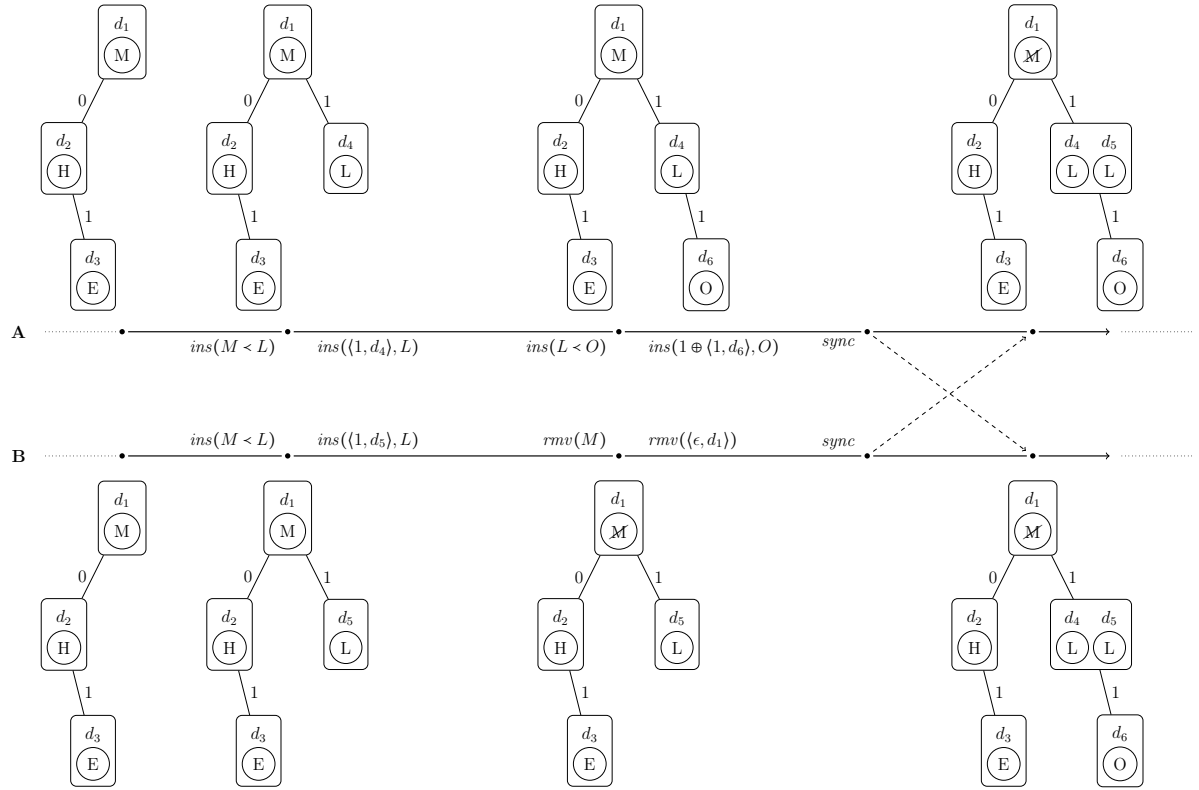 d₁ d₁ d₁ d₁
M M M M̸
0 0 1 0 1 0 1
d₂ d₂ d₄ d₂ d₄ d₂ d₄ d₅
H H L H L H L L
1 1 1 1 1 1
d₃ d₃ d₃ d₆ d₃ d₆
E E E O E O
A
ins(M < L) ins(⟨1, d₄⟩, L) ins(L < O) ins(1 ⊕ ⟨1, d₆⟩, O) sync
ins(M < L) ins(⟨1, d₅⟩, L) rmv(M) rmv(⟨ϵ, d₁⟩) sync
B
d₁ d₁ d₁ d₁
M M M̸ M̸
0 0 1 0 1 0 1
d₂ d₂ d₅ d₂ d₅ d₂ d₄ d₅
H H L H L H L L
1 1 1 1 1
d₃ d₃ d₃ d₃ d₆
E E E E O